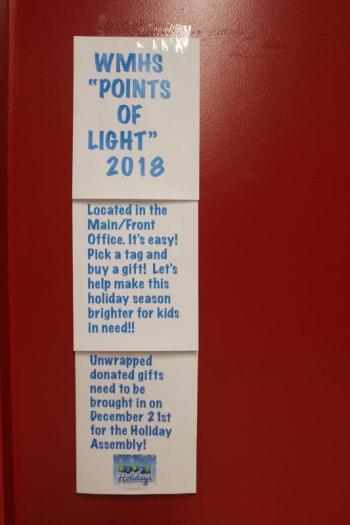 WMHS
“POINTS
OF
LIGHT”
2018
Located in the
Main/Front
Office. It's easy!
Pick a tag and
buy a gift! Let's
help make this
holiday season
brighter for kids
in need!!
Unwrapped
donated gifts
need to be
brought in on
December 21st
for the Holiday
Assembly!
Holidays